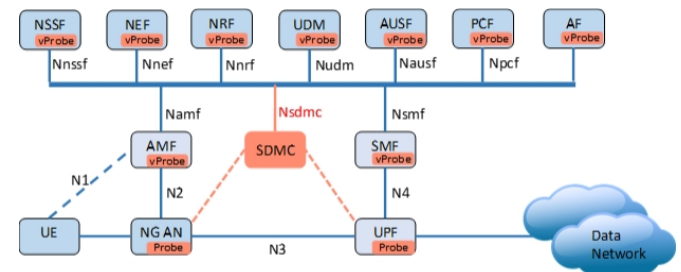 NSSF
vProbe
NEF
vProbe
NRF
vProbe
UDM
vProbe
AUSF
vProbe
PCF
vProbe
AF
vProbe
Nnssf
Nnef
Nnrf
Nudm
Nausf
Npcf
Namf
Nsdmc
Nsmf
AMF
vProbe
SDMC
SMF
vProbe
N1
N2
N4
UE
NG AN
Probe
N3
UPF
Probe
Data
Network